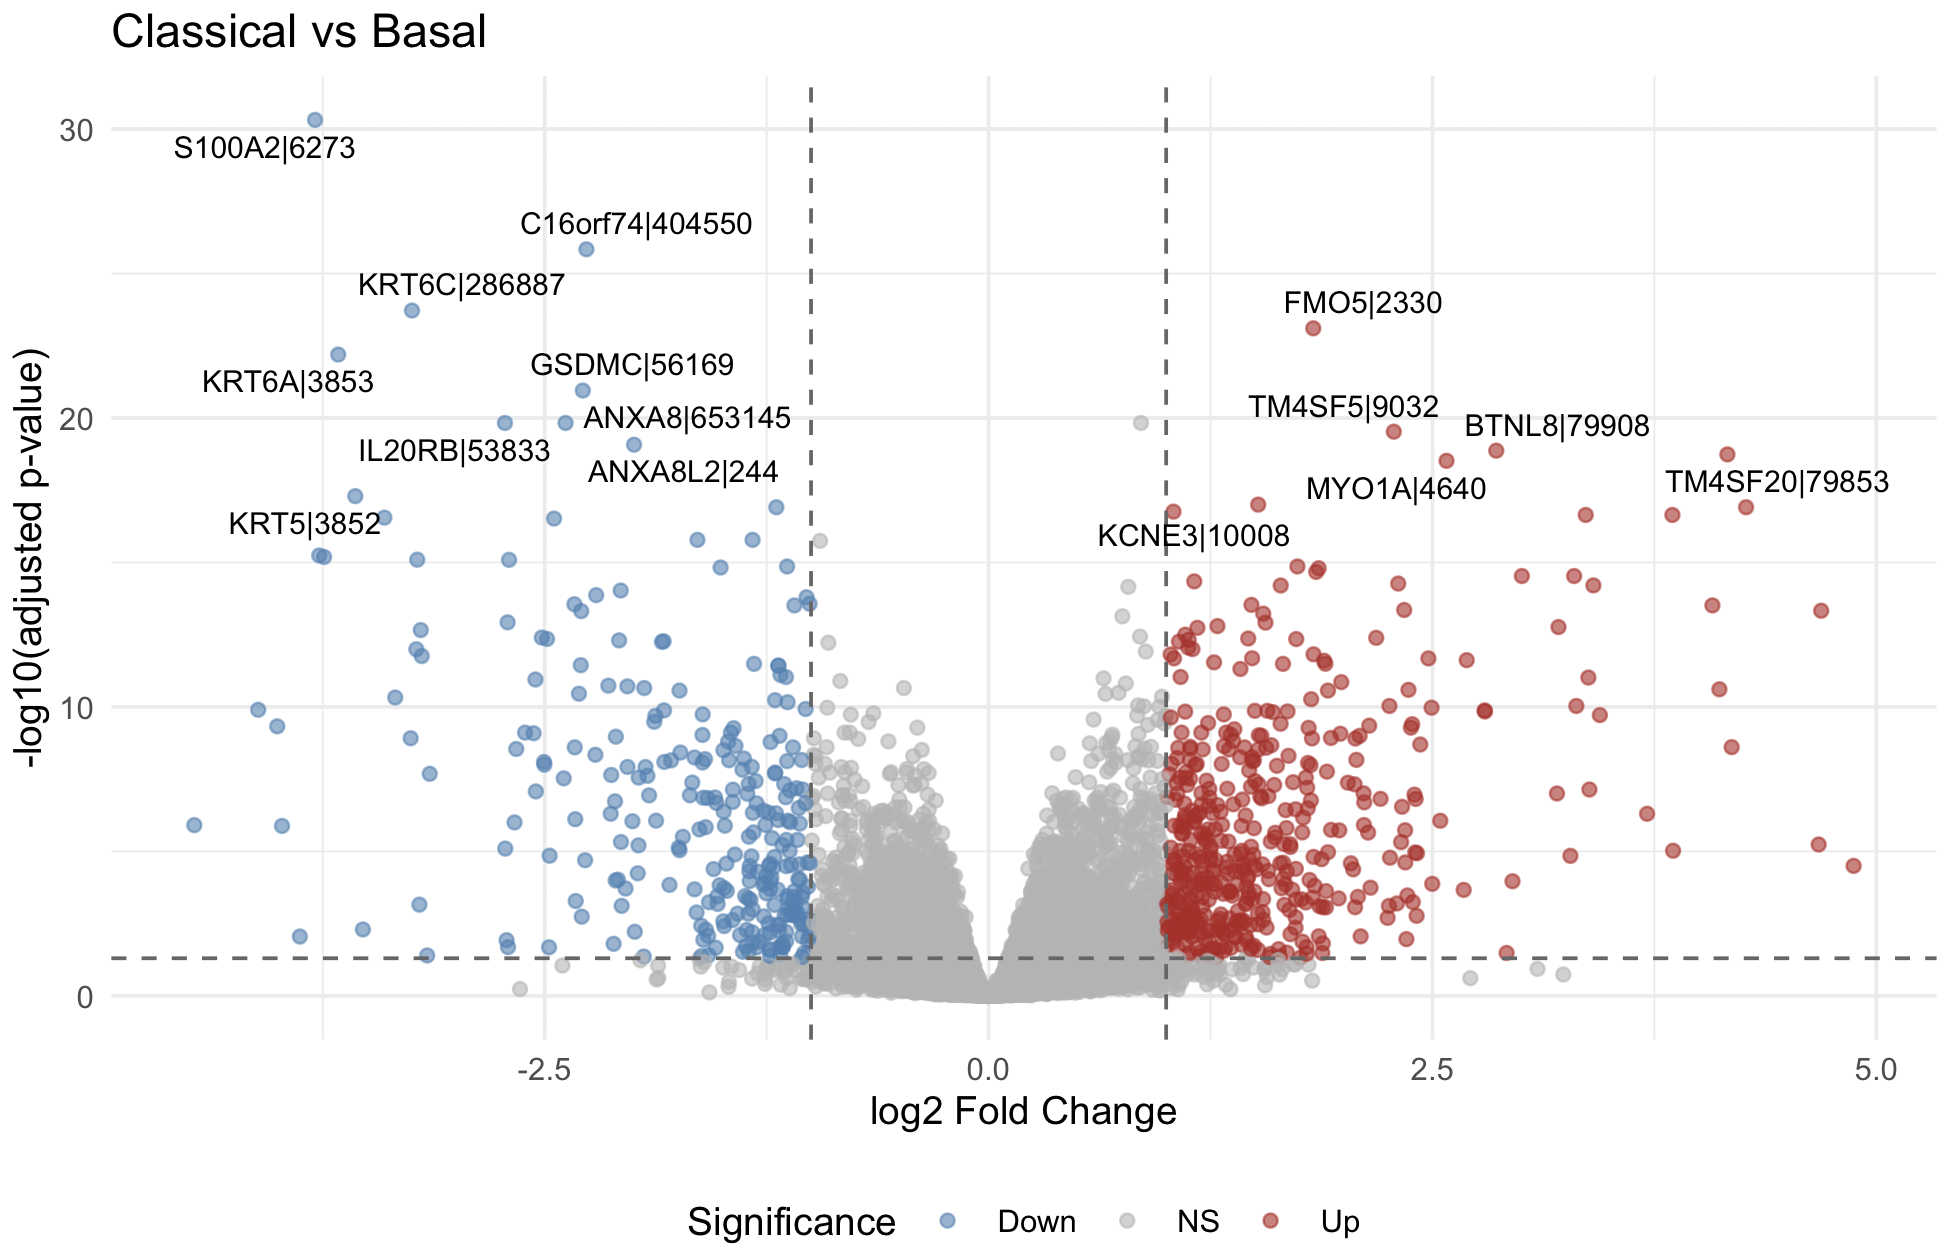 Classical vs Basal
30
S100A2|6273
C16orf74|404550
KRT6C|286887
FMO5|2330
GSDMC|56169
KRT6A|3853
TM4SF5|9032
20
ANXA8|653145
BTNL8|79908
IL20RB|53833
ANXA8L2|244
TM4SF20|79853
MYO1A|4640
KRT5|3852
KCNE3|10008
-log10(adjusted p-value)
10
0
-2.5
0.0
2.5
5.0
log2 Fold Change
Significance Down NS Up